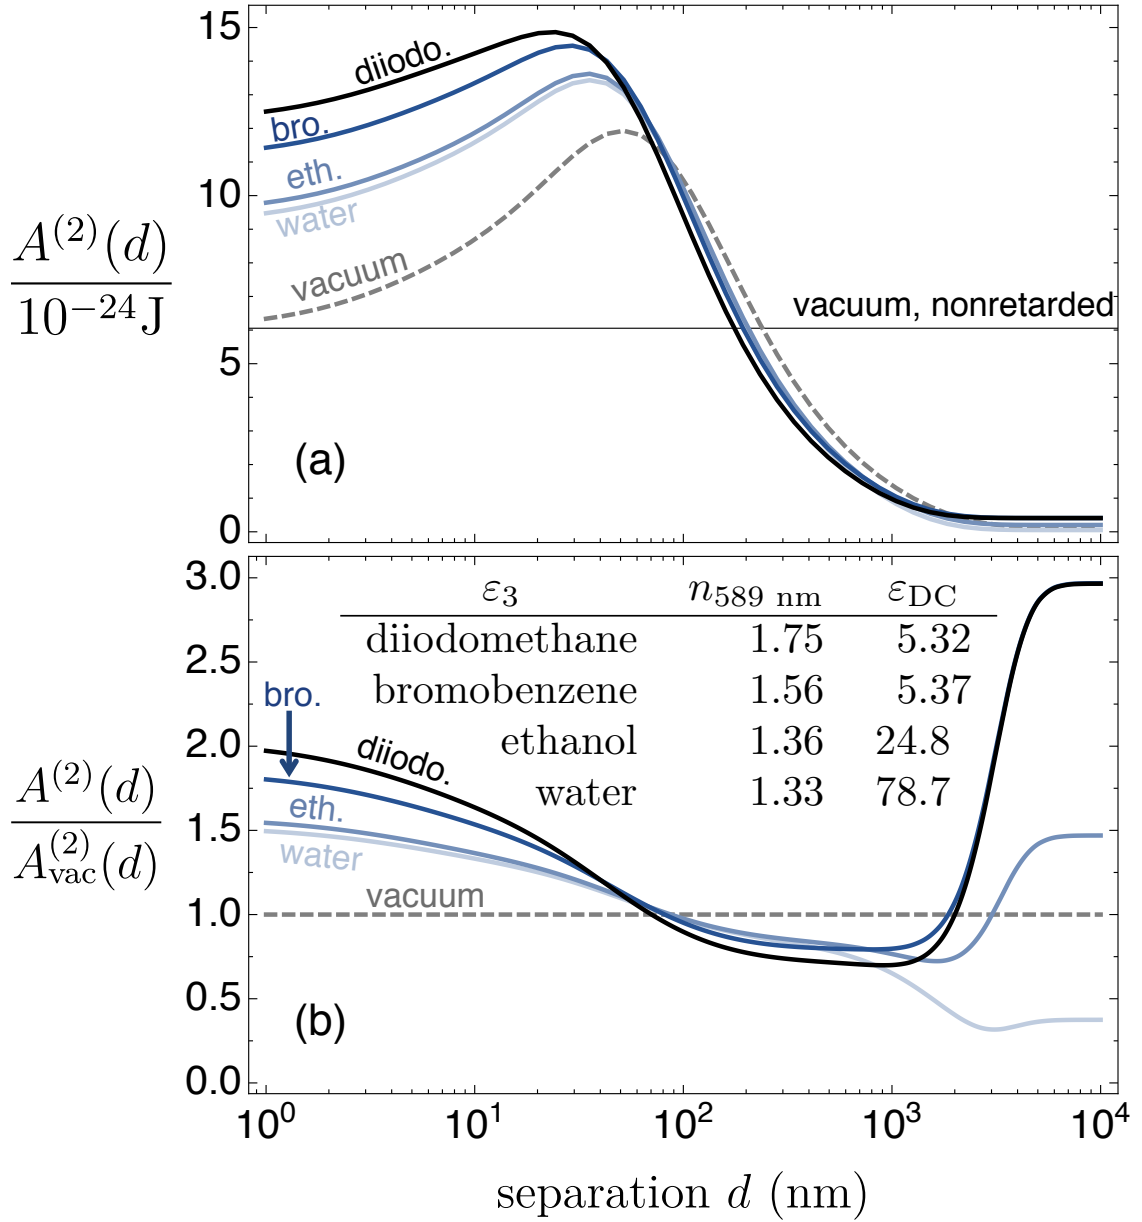 15
10
5
0
A^(2)(d)
10^−24 J
diiodo.
bro.
eth.
water
vacuum
vacuum, nonretarded
(a)
3.0
2.5
2.0
1.5
1.0
0.5
0.0
A^(2)(d)
A^(2)_vac(d)
ε₃ n_589 nm ε_DC
diiodomethane 1.75 5.32
bromobenzene 1.56 5.37
ethanol 1.36 24.8
water 1.33 78.7
bro.
diiodo.
eth.
water
vacuum
(b)
10^0 10^1 10^2 10^3 10^4
separation d (nm)